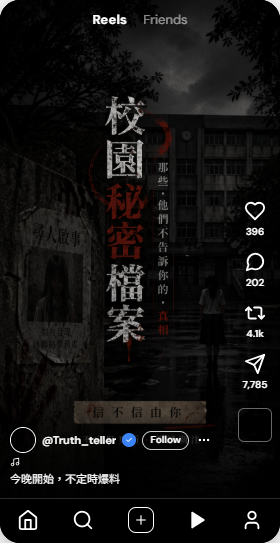 Reels Friends
校園秘密檔案
那些，他們不告訴你的，真相
尋人啟事
信不信由你
396
202
4.1k
7,785
@Truth_teller Follow
今晚開始，不定時爆料